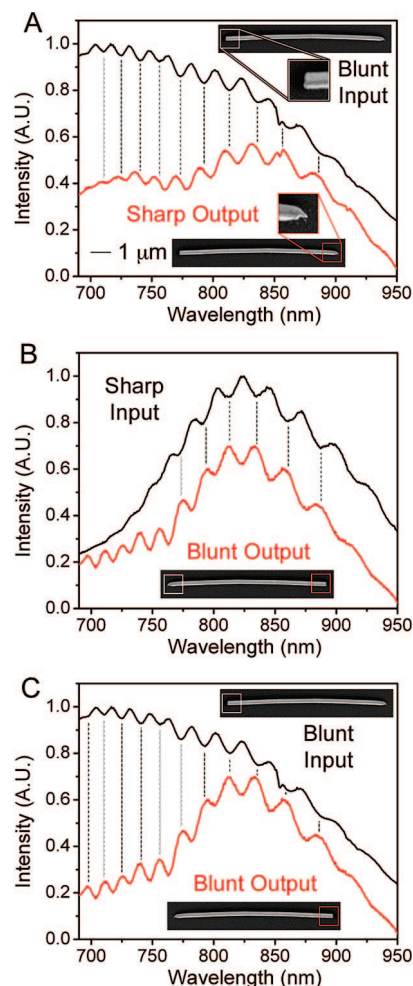 A
1.0
0.8
0.6
0.4
0.2
0.0
Intensity (A.U.)
Blunt
Input
Sharp Output
1 μm
700 750 800 850 900 950
Wavelength (nm)
B
1.0
0.8
0.6
0.4
0.2
0.0
Intensity (A.U.)
Sharp
Input
Blunt Output
700 750 800 850 900 950
Wavelength (nm)
C
1.0
0.8
0.6
0.4
0.2
0.0
Intensity (A.U.)
Blunt
Input
Blunt Output
700 750 800 850 900 950
Wavelength (nm)